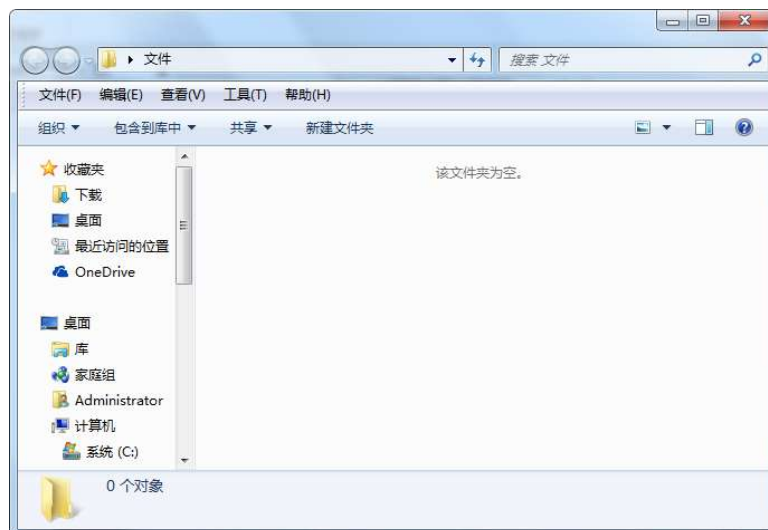 文件
搜索 文件
文件(F) 编辑(E) 查看(V) 工具(T) 帮助(H)
组织 包含到库中 共享 新建文件夹
收藏夹
下载
桌面
最近访问的位置
OneDrive
桌面
库
家庭组
Administrator
计算机
系统 (C:)
该文件夹为空。
0 个对象